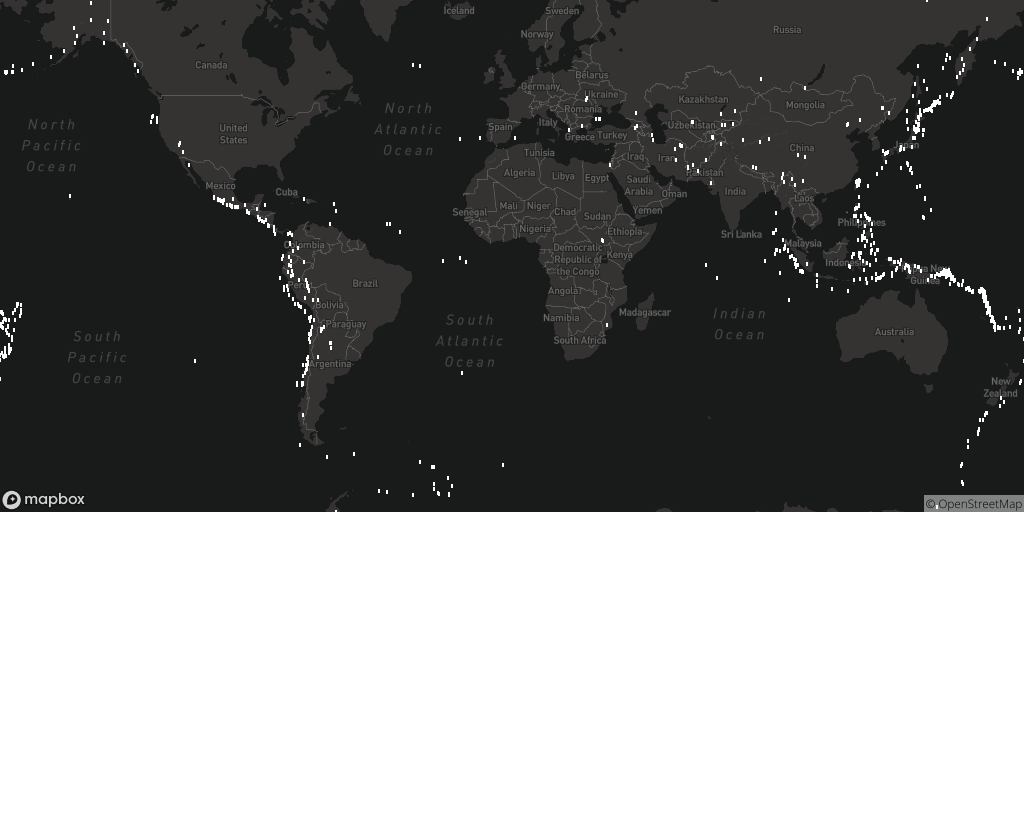 Iceland
Sweden
Norway
Russia
Canada
Belarus
Germany
Ukraine
Kazakhstan
Mongolia
North
Atlantic
Ocean
Romania
Italy
Spain
Greece
Turkey
Uzbekistan
North
Pacific
Ocean
United
States
China
Japan
Tunisia
Iraq
Iran
Algeria
Libya
Egypt
Pakistan
Saudi
Arabia
Oman
India
Mexico
Cuba
Laos
Mali
Niger
Chad
Sudan
Yemen
Senegal
Nigeria
Ethiopia
Sri Lanka
Philippines
Colombia
Democratic
Republic of
the Congo
Kenya
Malaysia
Indonesia
Papua New
Guinea
Peru
Brazil
Angola
Bolivia
Madagascar
Namibia
Paraguay
South
Atlantic
Ocean
Indian
Ocean
South Africa
Australia
South
Pacific
Ocean
Argentina
New
Zealand
mapbox
© OpenStreetMap